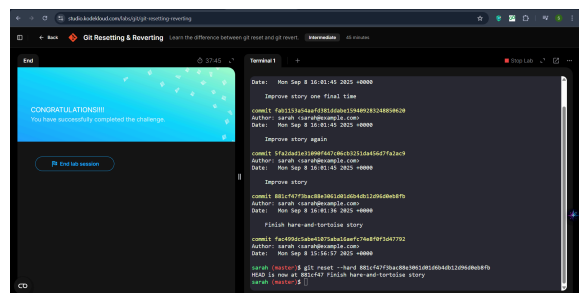 studio.kodekloud.com/labs/git/git-resetting-reverting
← Back Git Resetting & Reverting Learn the difference between git reset and git revert. Intermediate 45 minutes
End 37:45
Terminal 1 + Stop Lab
CONGRATULATIONS!!!!
You have successfully completed the challenge.
End lab session
Date: Mon Sep 8 16:01:45 2025 +0000
Improve story one final time
commit fab1153a54aafd381ddabe159409283248850620
Author: sarah <sarah@example.com>
Date: Mon Sep 8 16:01:45 2025 +0000
Improve story again
commit 5fa2dad1e31090f447c06cb3251da456d7fa2ac9
Author: sarah <sarah@example.com>
Date: Mon Sep 8 16:01:45 2025 +0000
Improve story
commit 881cf47f3bac88e3061d01d6b4db12d96d0eb8fb
Author: sarah <sarah@example.com>
Date: Mon Sep 8 16:01:36 2025 +0000
Finish hare-and-tortoise story
commit fac499dc5abe41075aba16aefc74e8f0f3d47792
Author: sarah <sarah@example.com>
Date: Mon Sep 8 15:56:57 2025 +0000
sarah (master)$ git reset --hard 881cf47f3bac88e3061d01d6b4db12d96d0eb8fb
HEAD is now at 881cf47 Finish hare-and-tortoise story
sarah (master)$